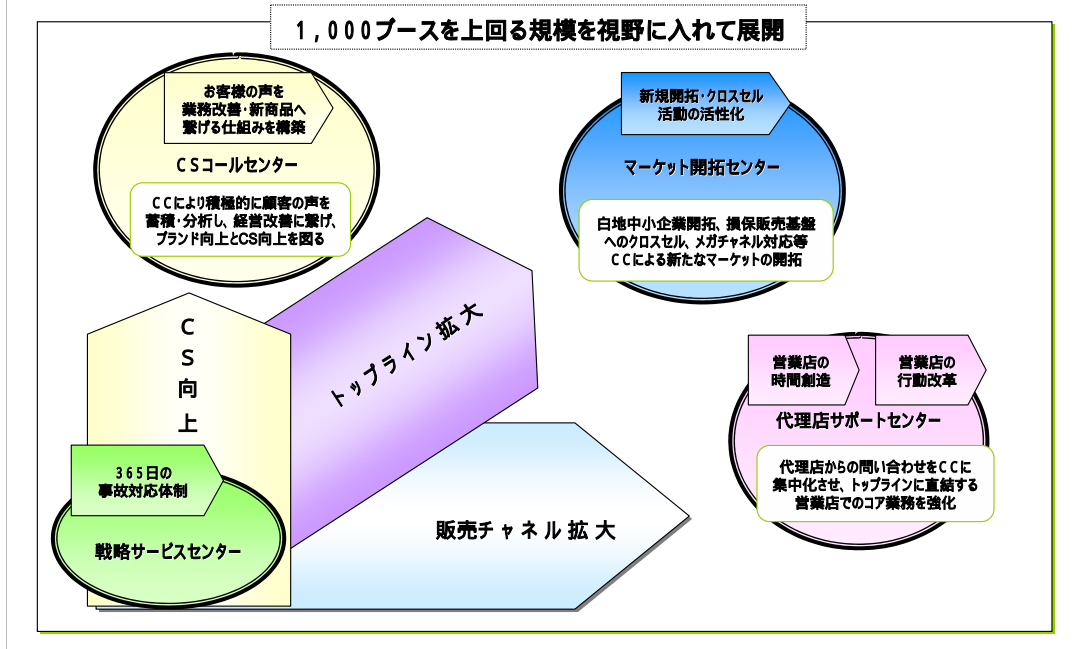 1,000ブースを上回る規模を視野に入れて展開
お客様の声を
業務改善・新商品へ
繋げる仕組みを構築
CSコールセンター
CCにより積極的に顧客の声を
蓄積・分析し、経営改善に繋げ、
ブランド向上とCS向上を図る
新規開拓・クロスセル
活動の活性化
マーケット開拓センター
白地中小企業開拓、損保販売基盤
へのクロスセル、メガチャネル対応等
CCによる新たなマーケットの開拓
トップライン拡大
C
S
向
上
営業店の
時間創造
営業店の
行動改革
代理店サポートセンター
代理店からの問い合わせをCCに
集中化させ、トップラインに直結する
営業店でのコア業務を強化
365日の
事故対応体制
戦略サービスセンター
販売チャネル拡大